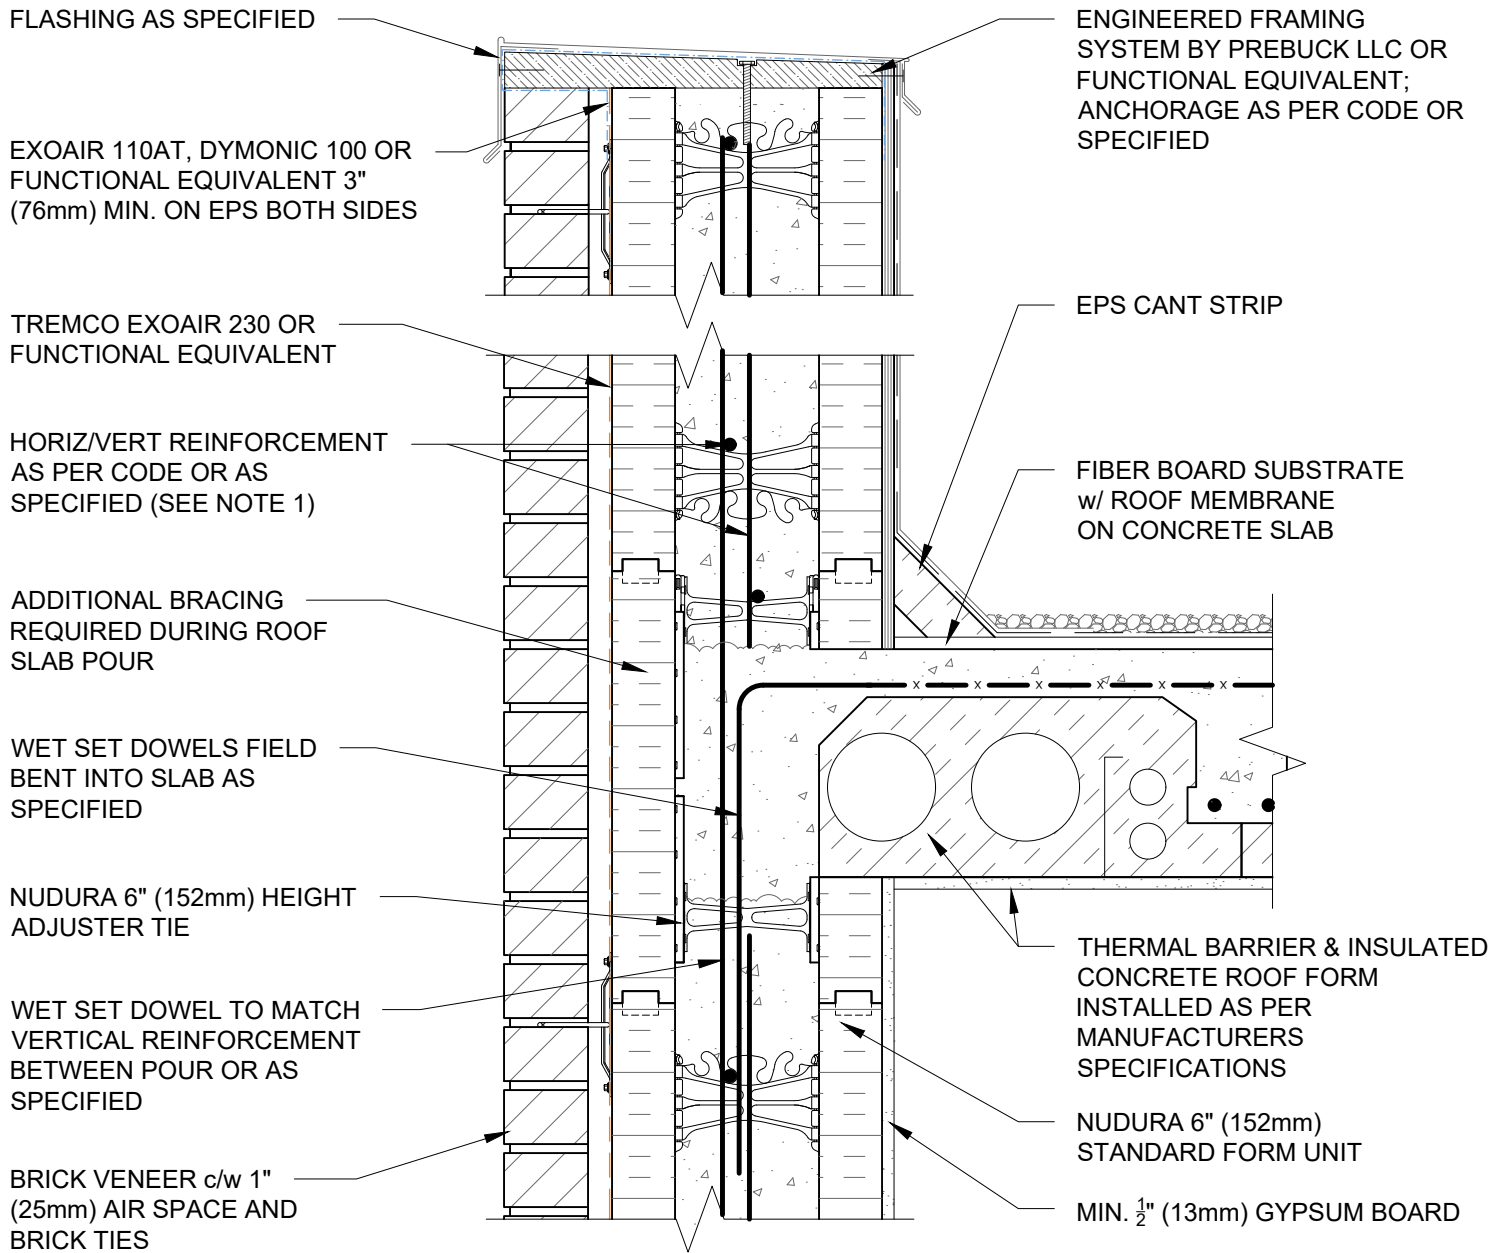 FLASHING AS SPECIFIED
EXOAIR 110AT, DYMONIC 100 OR
FUNCTIONAL EQUIVALENT 3"
(76mm) MIN. ON EPS BOTH SIDES
TREMCO EXOAIR 230 OR
FUNCTIONAL EQUIVALENT
HORIZ/VERT REINFORCEMENT
AS PER CODE OR AS
SPECIFIED (SEE NOTE 1)
ADDITIONAL BRACING
REQUIRED DURING ROOF
SLAB POUR
WET SET DOWELS FIELD
BENT INTO SLAB AS
SPECIFIED
NUDURA 6" (152mm) HEIGHT
ADJUSTER TIE
WET SET DOWEL TO MATCH
VERTICAL REINFORCEMENT
BETWEEN POUR OR AS
SPECIFIED
BRICK VENEER c/w 1"
(25mm) AIR SPACE AND
BRICK TIES
ENGINEERED FRAMING
SYSTEM BY PREBUCK LLC OR
FUNCTIONAL EQUIVALENT;
ANCHORAGE AS PER CODE OR
SPECIFIED
EPS CANT STRIP
FIBER BOARD SUBSTRATE
w/ ROOF MEMBRANE
ON CONCRETE SLAB
x x x x x x
THERMAL BARRIER & INSULATED
CONCRETE ROOF FORM
INSTALLED AS PER
MANUFACTURERS
SPECIFICATIONS
NUDURA 6" (152mm)
STANDARD FORM UNIT
MIN. 1/2" (13mm) GYPSUM BOARD